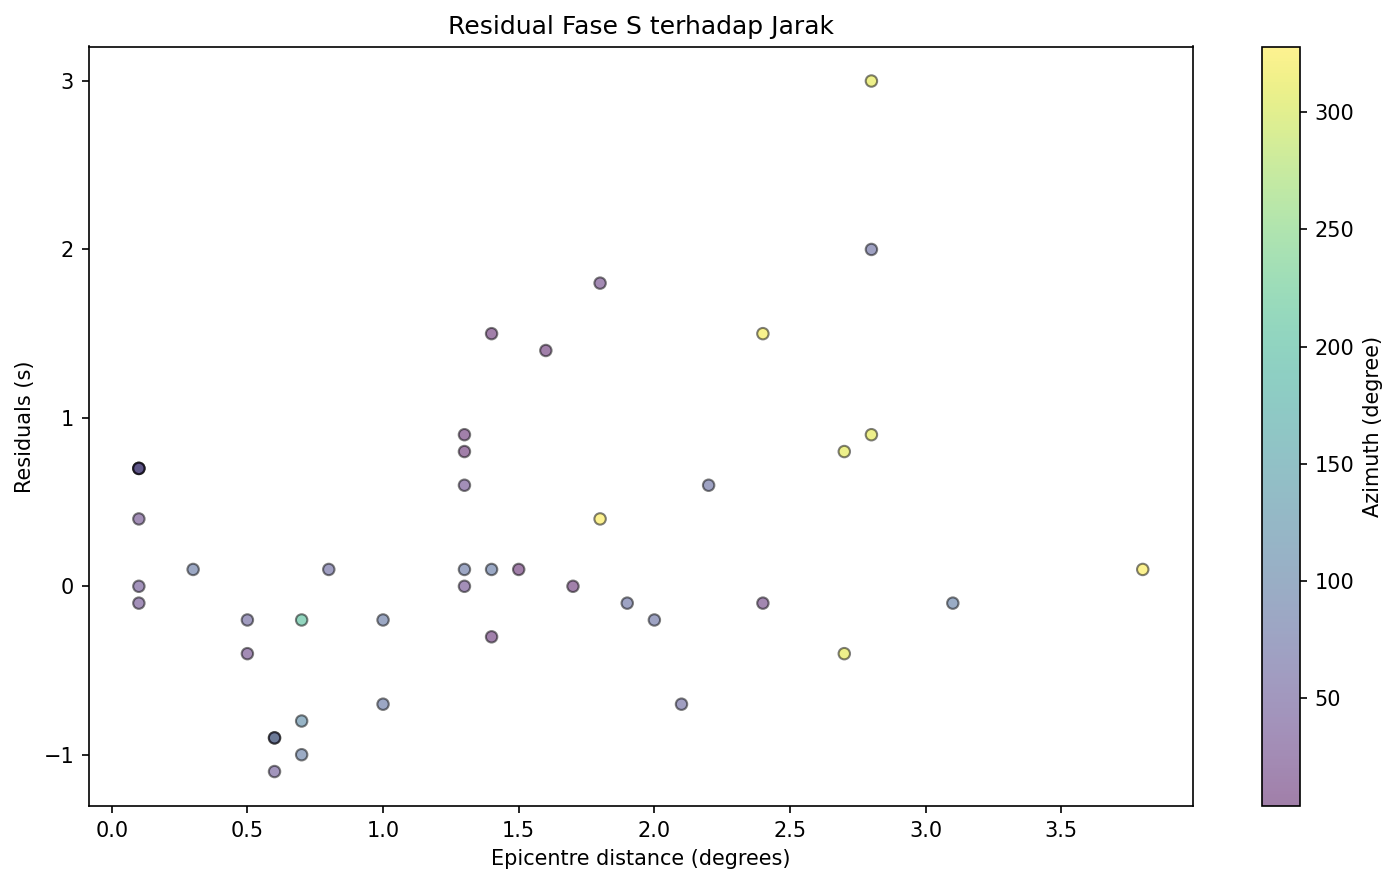 Residual Fase S terhadap Jarak
3
2
1
0
−1
Residuals (s)
0.0 0.5 1.0 1.5 2.0 2.5 3.0 3.5
Epicentre distance (degrees)
300
250
200
150
100
50
Azimuth (degree)